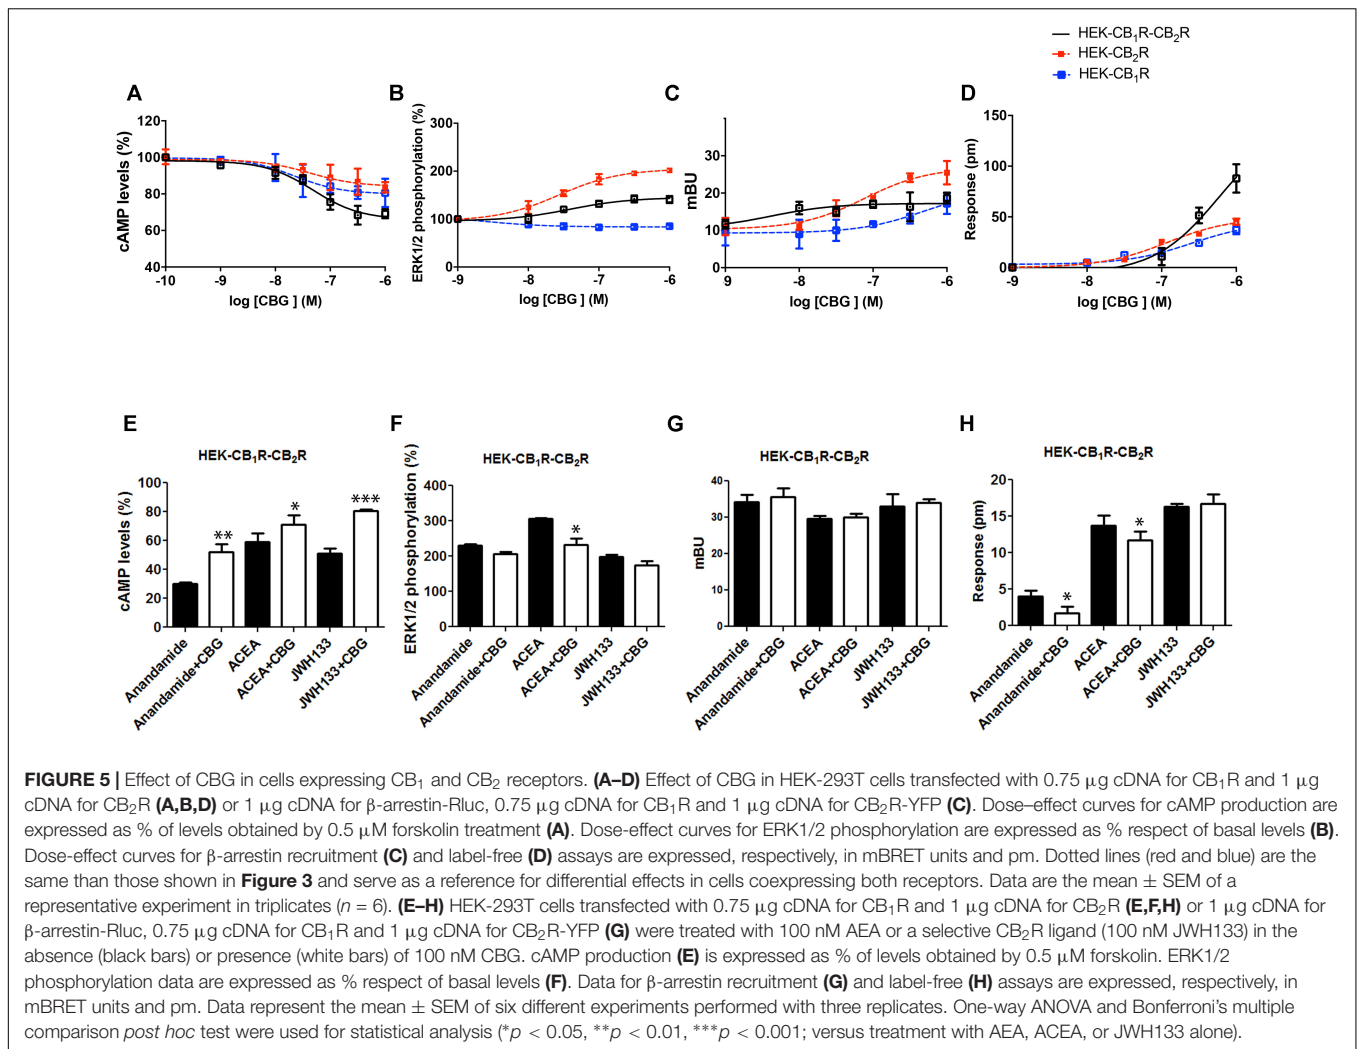 HEK-CB1R-CB2R
HEK-CB2R
HEK-CB1R
A
cAMP levels (%)
120
100
80
60
40
-10 -9 -8 -7 -6
log [CBG ] (M)
B
ERK1/2 phosphorylation (%)
300
200
100
0
-9 -8 -7 -6
log [CBG ] (M)
C
mBU
30
20
10
0
-9 -8 -7 -6
log [CBG ] (M)
D
Response (pm)
150
100
50
0
-9 -8 -7 -6
log [CBG ] (M)
E
HEK-CB1R-CB2R
cAMP levels (%)
100
80
60
40
20
0
** * ***
Anandamide
Anandamide+CBG
ACEA
ACEA+CBG
JWH133
JWH133+CBG
F
HEK-CB1R-CB2R
ERK1/2 phosphorylation (%)
400
300
200
100
0
*
Anandamide
Anandamide+CBG
ACEA
ACEA+CBG
JWH133
JWH133+CBG
G
HEK-CB1R-CB2R
mBU
40
30
20
10
0
Anandamide
Anandamide+CBG
ACEA
ACEA+CBG
JWH133
JWH133+CBG
H
HEK-CB1R-CB2R
Response (pm)
20
15
10
5
0
* *
Anandamide
Anandamide+CBG
ACEA
ACEA+CBG
JWH133
JWH133+CBG
FIGURE 5 | Effect of CBG in cells expressing CB1 and CB2 receptors. (A–D) Effect of CBG in HEK-293T cells transfected with 0.75 μg cDNA for CB1R and 1 μg
cDNA for CB2R (A,B,D) or 1 μg cDNA for β-arrestin-Rluc, 0.75 μg cDNA for CB1R and 1 μg cDNA for CB2R-YFP (C). Dose–effect curves for cAMP production are
expressed as % of levels obtained by 0.5 μM forskolin treatment (A). Dose-effect curves for ERK1/2 phosphorylation are expressed as % respect of basal levels (B).
Dose-effect curves for β-arrestin recruitment (C) and label-free (D) assays are expressed, respectively, in mBRET units and pm. Dotted lines (red and blue) are the
same than those shown in Figure 3 and serve as a reference for differential effects in cells coexpressing both receptors. Data are the mean ± SEM of a
representative experiment in triplicates (n = 6). (E–H) HEK-293T cells transfected with 0.75 μg cDNA for CB1R and 1 μg cDNA for CB2R (E,F,H) or 1 μg cDNA for
β-arrestin-Rluc, 0.75 μg cDNA for CB1R and 1 μg cDNA for CB2R-YFP (G) were treated with 100 nM AEA or a selective CB2R ligand (100 nM JWH133) in the
absence (black bars) or presence (white bars) of 100 nM CBG. cAMP production (E) is expressed as % of levels obtained by 0.5 μM forskolin. ERK1/2
phosphorylation data are expressed as % respect of basal levels (F). Data for β-arrestin recruitment (G) and label-free (H) assays are expressed, respectively, in
mBRET units and pm. Data represent the mean ± SEM of six different experiments performed with three replicates. One-way ANOVA and Bonferroni's multiple
comparison post hoc test were used for statistical analysis (*p < 0.05, **p < 0.01, ***p < 0.001; versus treatment with AEA, ACEA, or JWH133 alone).